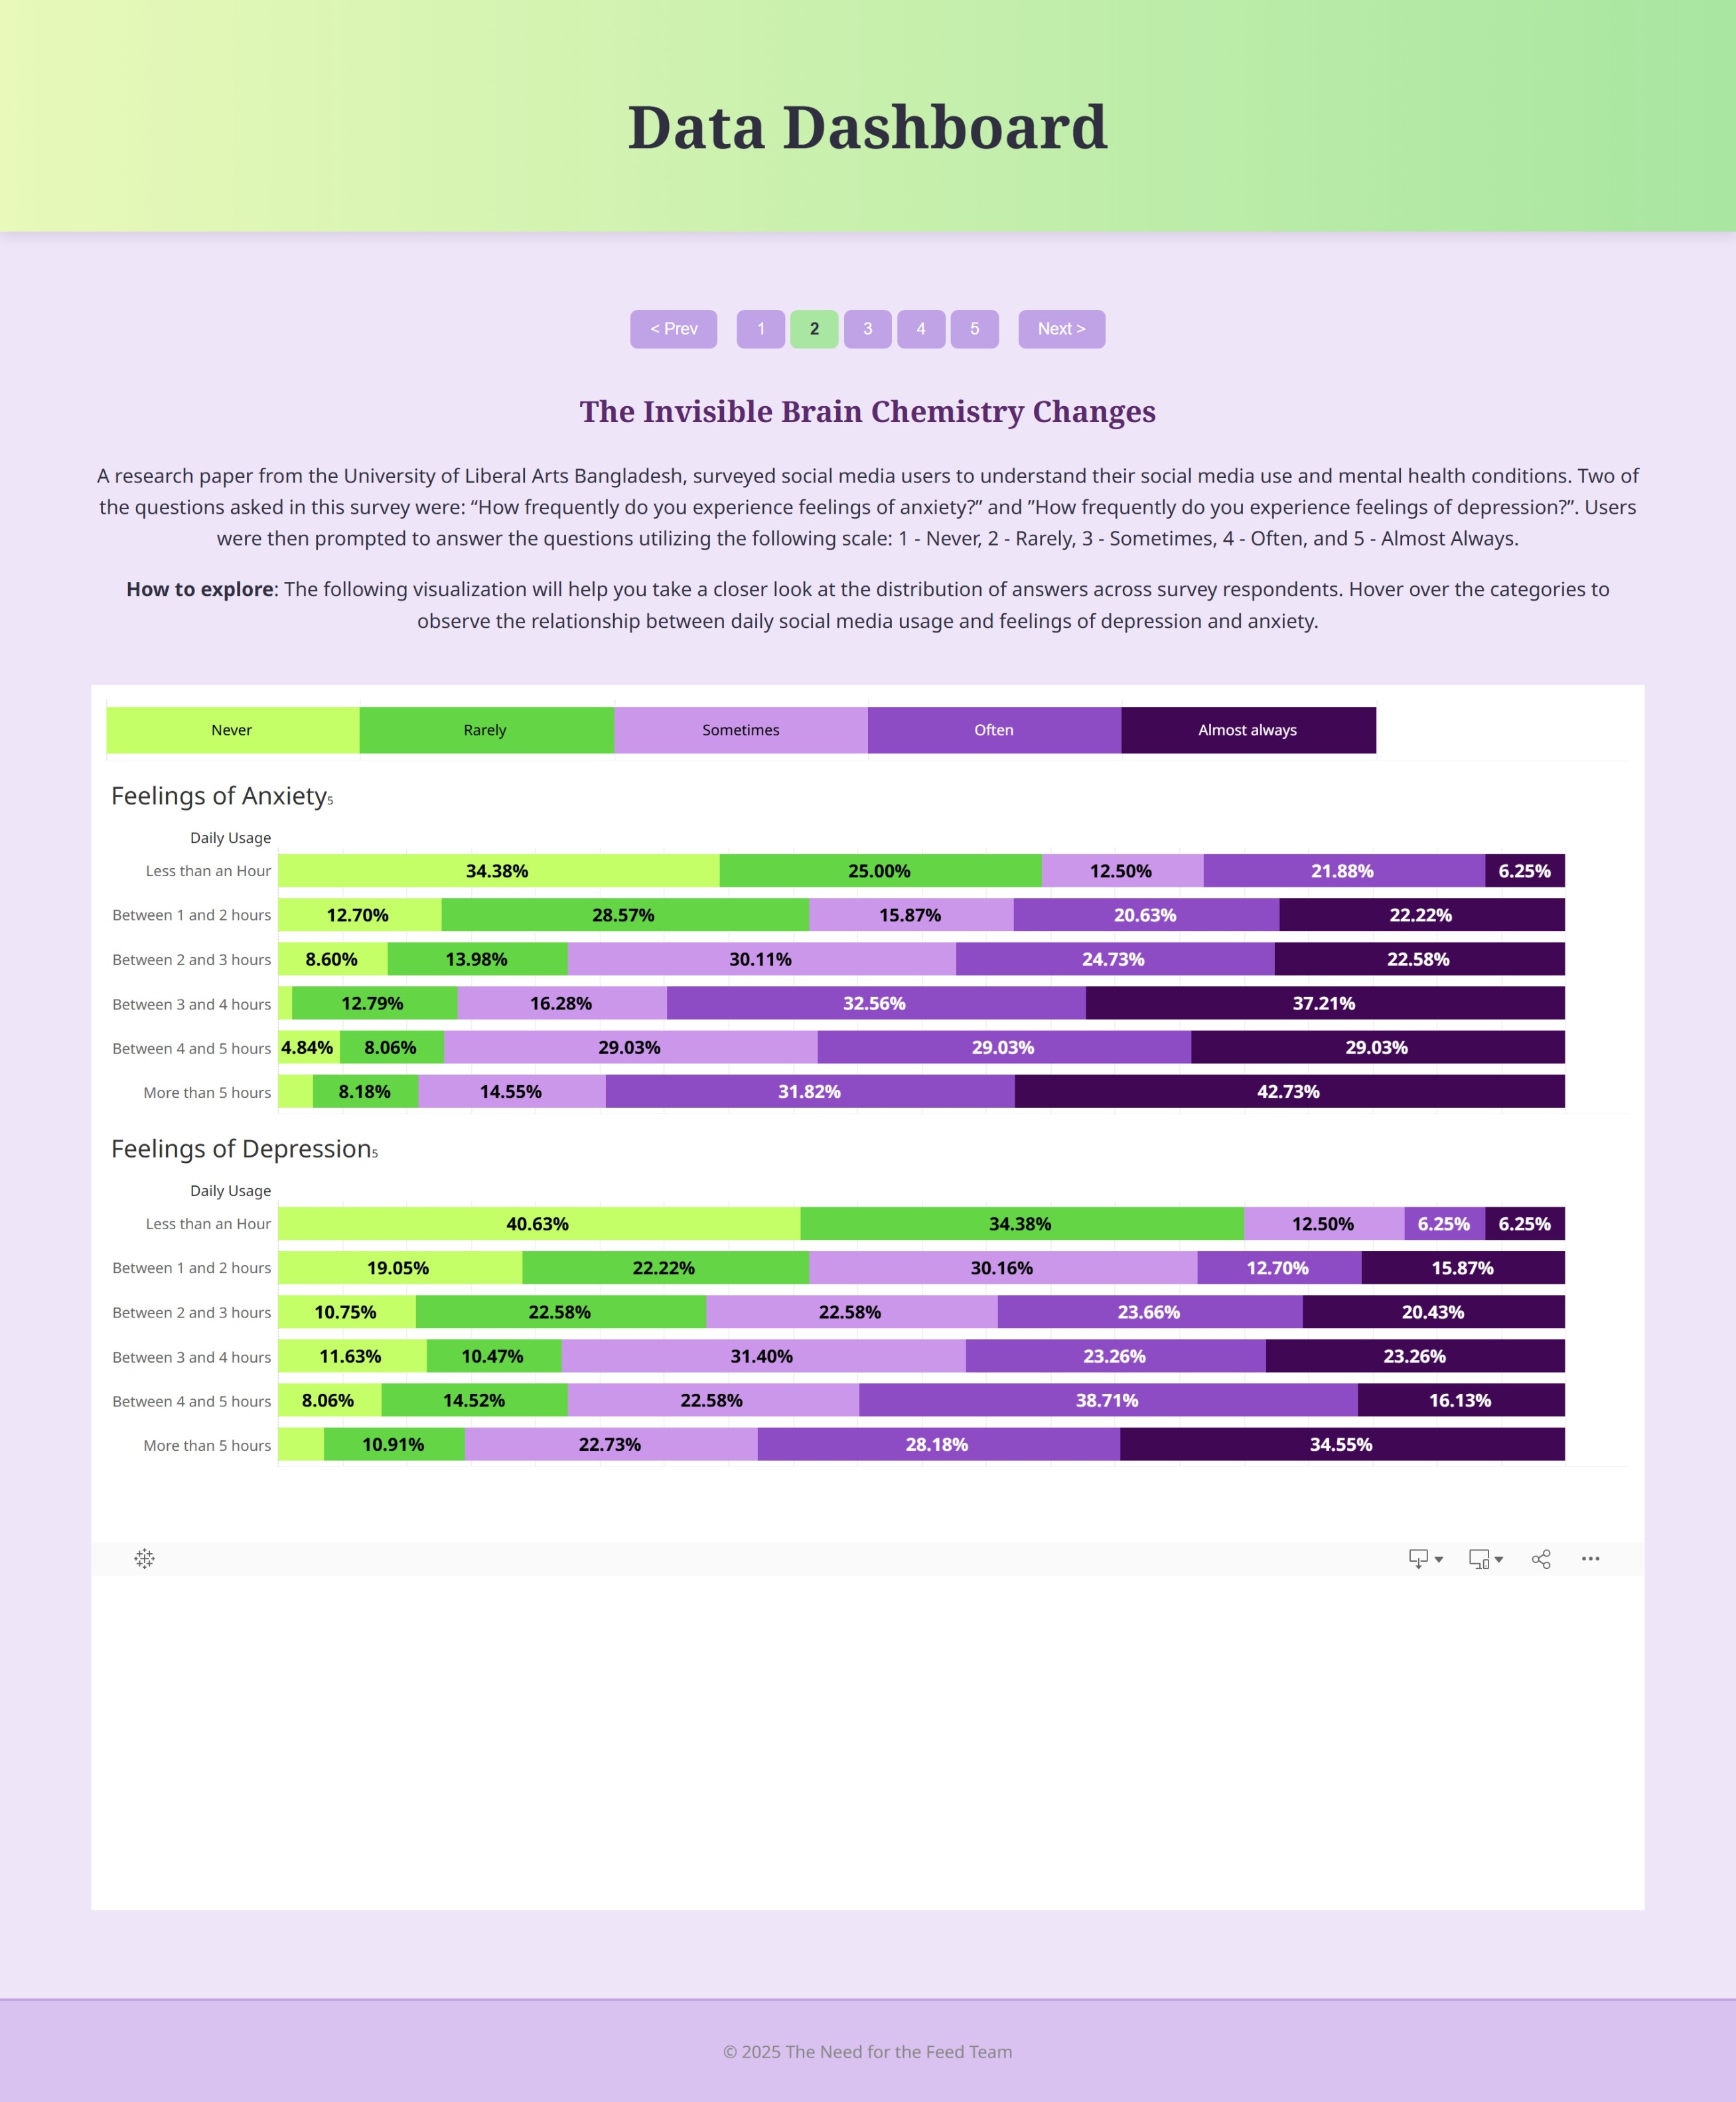 Data Dashboard
< Prev 1 2 3 4 5 Next >
The Invisible Brain Chemistry Changes
A research paper from the University of Liberal Arts Bangladesh, surveyed social media users to understand their social media use and mental health conditions. Two of
the questions asked in this survey were: “How frequently do you experience feelings of anxiety?” and ”How frequently do you experience feelings of depression?”. Users
were then prompted to answer the questions utilizing the following scale: 1 - Never, 2 - Rarely, 3 - Sometimes, 4 - Often, and 5 - Almost Always.
How to explore: The following visualization will help you take a closer look at the distribution of answers across survey respondents. Hover over the categories to
observe the relationship between daily social media usage and feelings of depression and anxiety.
Never Rarely Sometimes Often Almost always
Feelings of Anxiety5
Daily Usage
Less than an Hour 34.38% 25.00% 12.50% 21.88% 6.25%
Between 1 and 2 hours 12.70% 28.57% 15.87% 20.63% 22.22%
Between 2 and 3 hours 8.60% 13.98% 30.11% 24.73% 22.58%
Between 3 and 4 hours 12.79% 16.28% 32.56% 37.21%
Between 4 and 5 hours 4.84% 8.06% 29.03% 29.03% 29.03%
More than 5 hours 8.18% 14.55% 31.82% 42.73%
Feelings of Depression5
Daily Usage
Less than an Hour 40.63% 34.38% 12.50% 6.25% 6.25%
Between 1 and 2 hours 19.05% 22.22% 30.16% 12.70% 15.87%
Between 2 and 3 hours 10.75% 22.58% 22.58% 23.66% 20.43%
Between 3 and 4 hours 11.63% 10.47% 31.40% 23.26% 23.26%
Between 4 and 5 hours 8.06% 14.52% 22.58% 38.71% 16.13%
More than 5 hours 10.91% 22.73% 28.18% 34.55%
© 2025 The Need for the Feed Team